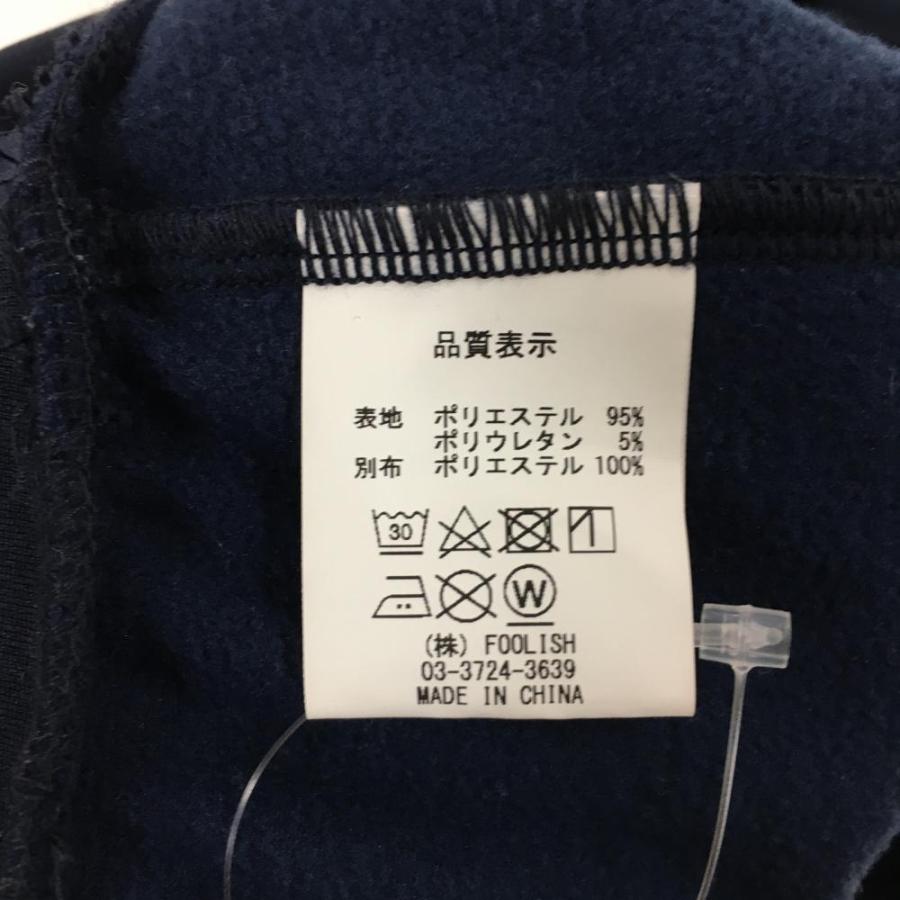 品質表示
表地 ポリエステル 95%
ポリウレタン 5%
別布 ポリエステル 100%
30
W
(株) FOOLISH
03-3724-3639
MADE IN CHINA